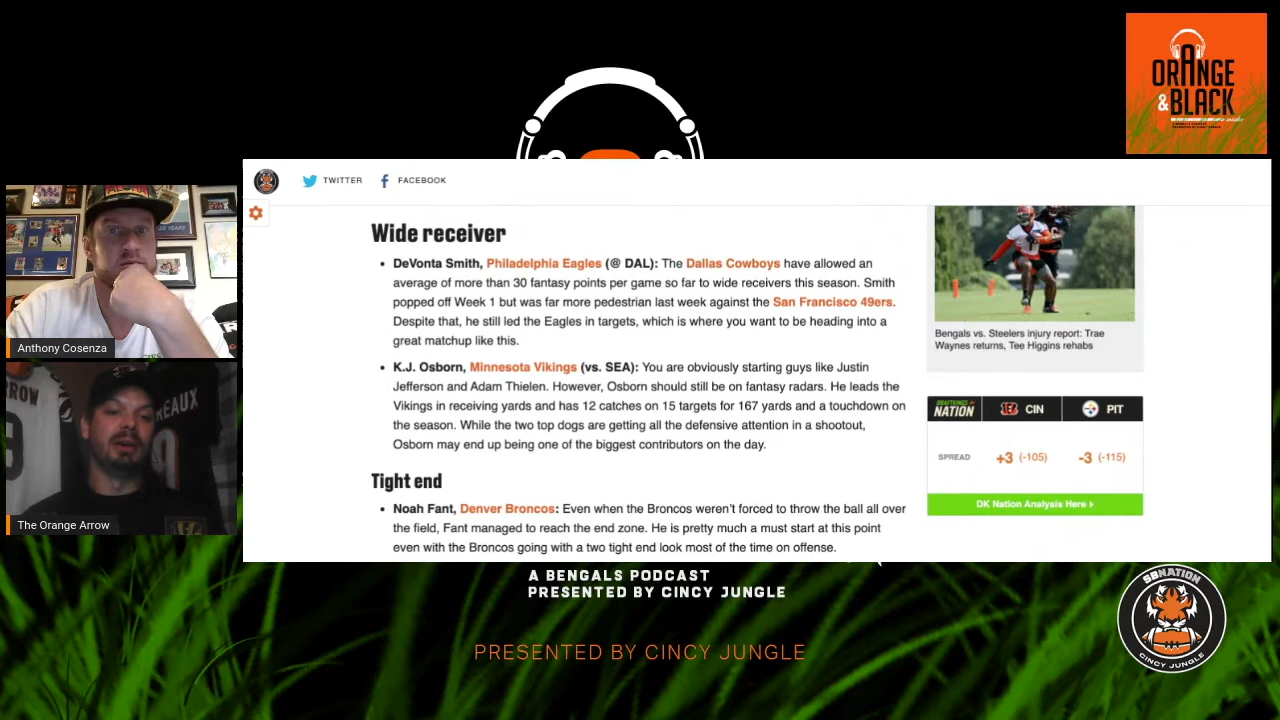 ORANGE
& BLACK
TWITTER
FACEBOOK
Wide receiver
• DeVonta Smith, Philadelphia Eagles (@ DAL): The Dallas Cowboys have allowed an
average of more than 30 fantasy points per game so far to wide receivers this season. Smith
popped off Week 1 but was far more pedestrian last week against the San Francisco 49ers.
Despite that, he still led the Eagles in targets, which is where you want to be heading into a
great matchup like this.
• K.J. Osborn, Minnesota Vikings (vs. SEA): You are obviously starting guys like Justin
Jefferson and Adam Thielen. However, Osborn should still be on fantasy radars. He leads the
Vikings in receiving yards and has 12 catches on 15 targets for 167 yards and a touchdown on
the season. While the two top dogs are getting all the defensive attention in a shootout,
Osborn may end up being one of the biggest contributors on the day.
Tight end
• Noah Fant, Denver Broncos: Even when the Broncos weren't forced to throw the ball all over
the field, Fant managed to reach the end zone. He is pretty much a must start at this point
even with the Broncos going with a two tight end look most of the time on offense.
Bengals vs. Steelers injury report: Trae
Waynes returns, Tee Higgins rehabs
DRAFTKINGS
NATION
CIN
PIT
SPREAD
+3 (-105)
-3 (-115)
DK Nation Analysis Here
Anthony Cosenza
The Orange Arrow
A BENGALS PODCAST
PRESENTED BY CINCY JUNGLE
PRESENTED BY CINCY JUNGLE
SBNATION
CINCY JUNGLE